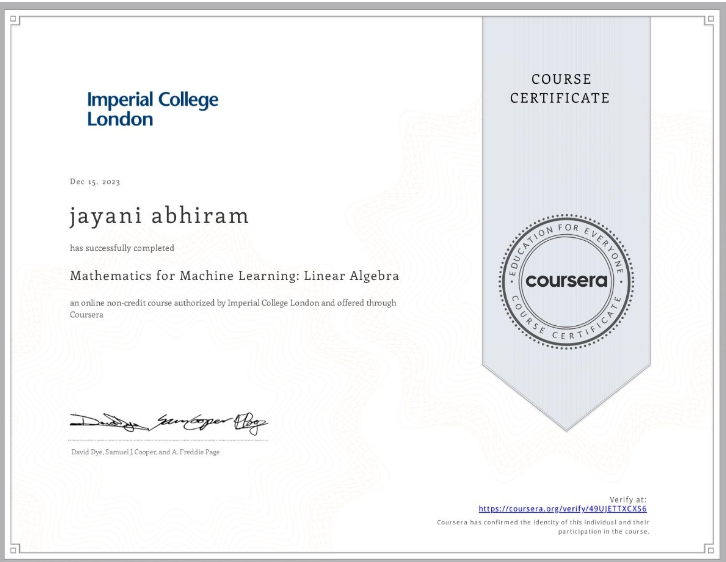 COURSE
CERTIFICATE
Imperial College
London
Dec 15, 2023
jayani abhiram
has successfully completed
Mathematics for Machine Learning: Linear Algebra
an online non-credit course authorized by Imperial College London and offered through
Coursera
EDUCATION FOR EVERYONE
coursera
COURSE CERTIFICATE
David Dye, Samuel J. Cooper, and A. Freddie Page
Verify at:
https://coursera.org/verify/49UJETTXCXS6
Coursera has confirmed the identity of this individual and their
participation in the course.